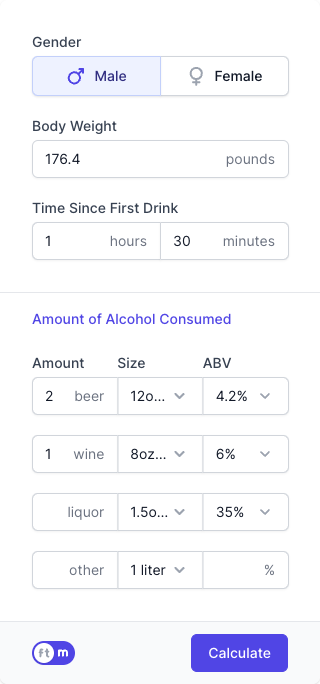 Gender
Male Female
Body Weight
176.4 pounds
Time Since First Drink
1 hours 30 minutes
Amount of Alcohol Consumed
Amount Size ABV
2 beer 12o... 4.2%
1 wine 8oz... 6%
liquor 1.5o... 35%
other 1 liter %
ft m Calculate